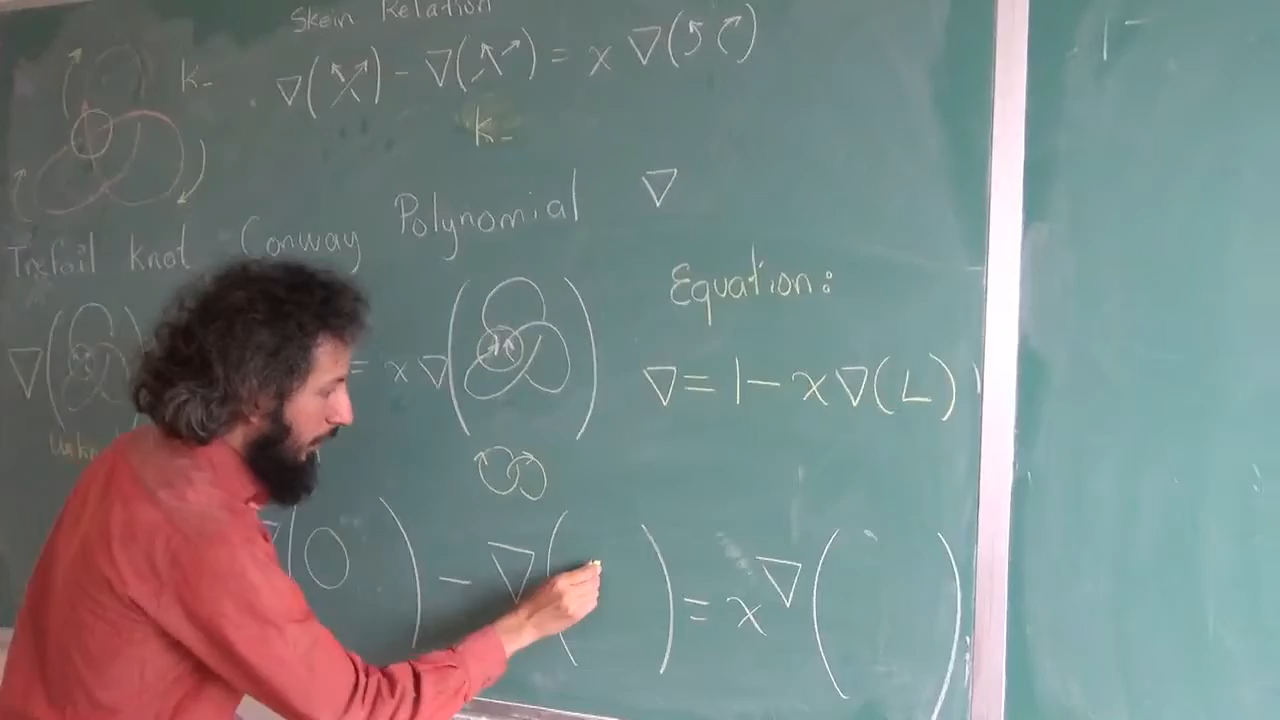 Skein Relation
K₋
∇( ) − ∇( ) = x ∇( )
K₋
Conway Polynomial ∇
Trefoil knot
Equation:
∇( ) = x ∇( )
∇ = 1 − x∇(L)
( ) − ∇( ) = x ∇( )